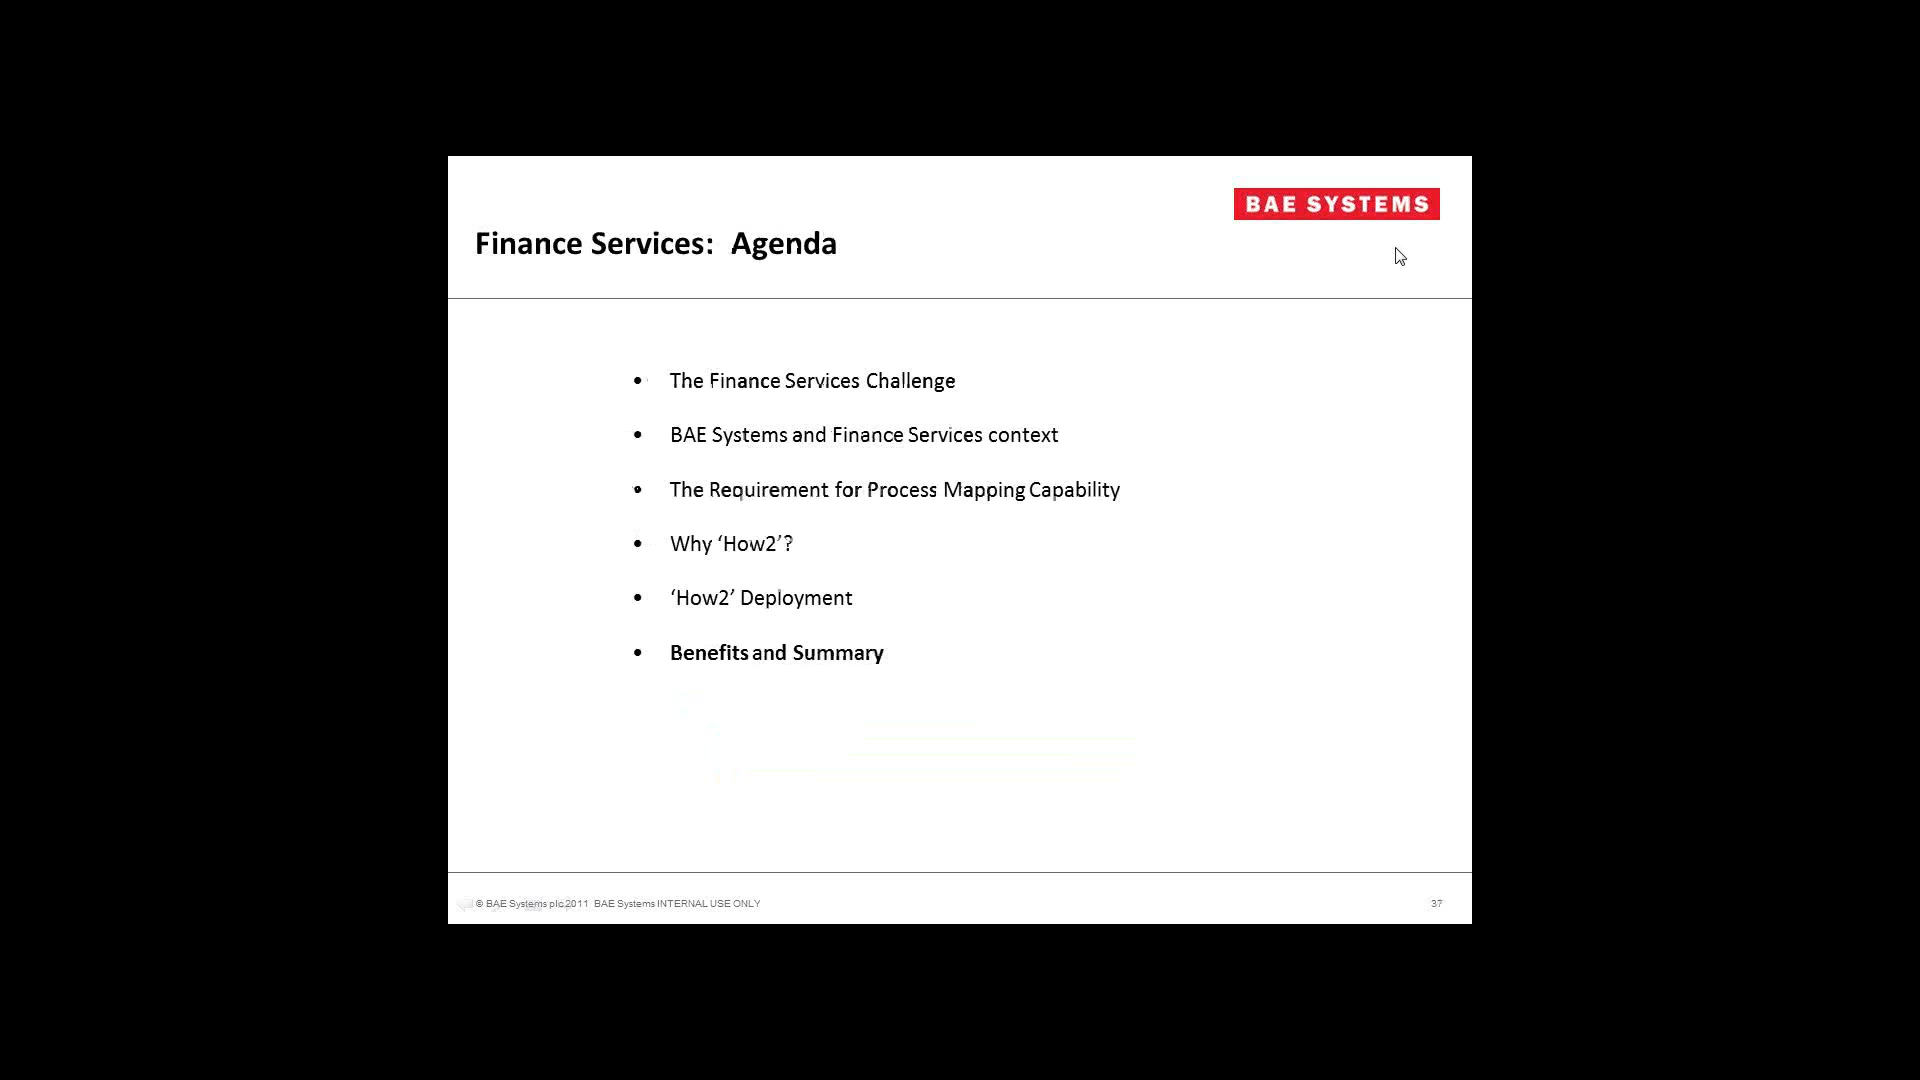 BAE SYSTEMS
Finance Services: Agenda
• The Finance Services Challenge
• BAE Systems and Finance Services context
• The Requirement for Process Mapping Capability
• Why ‘How2’?
• ‘How2’ Deployment
• Benefits and Summary
© BAE Systems plc 2011 BAE Systems INTERNAL USE ONLY
37